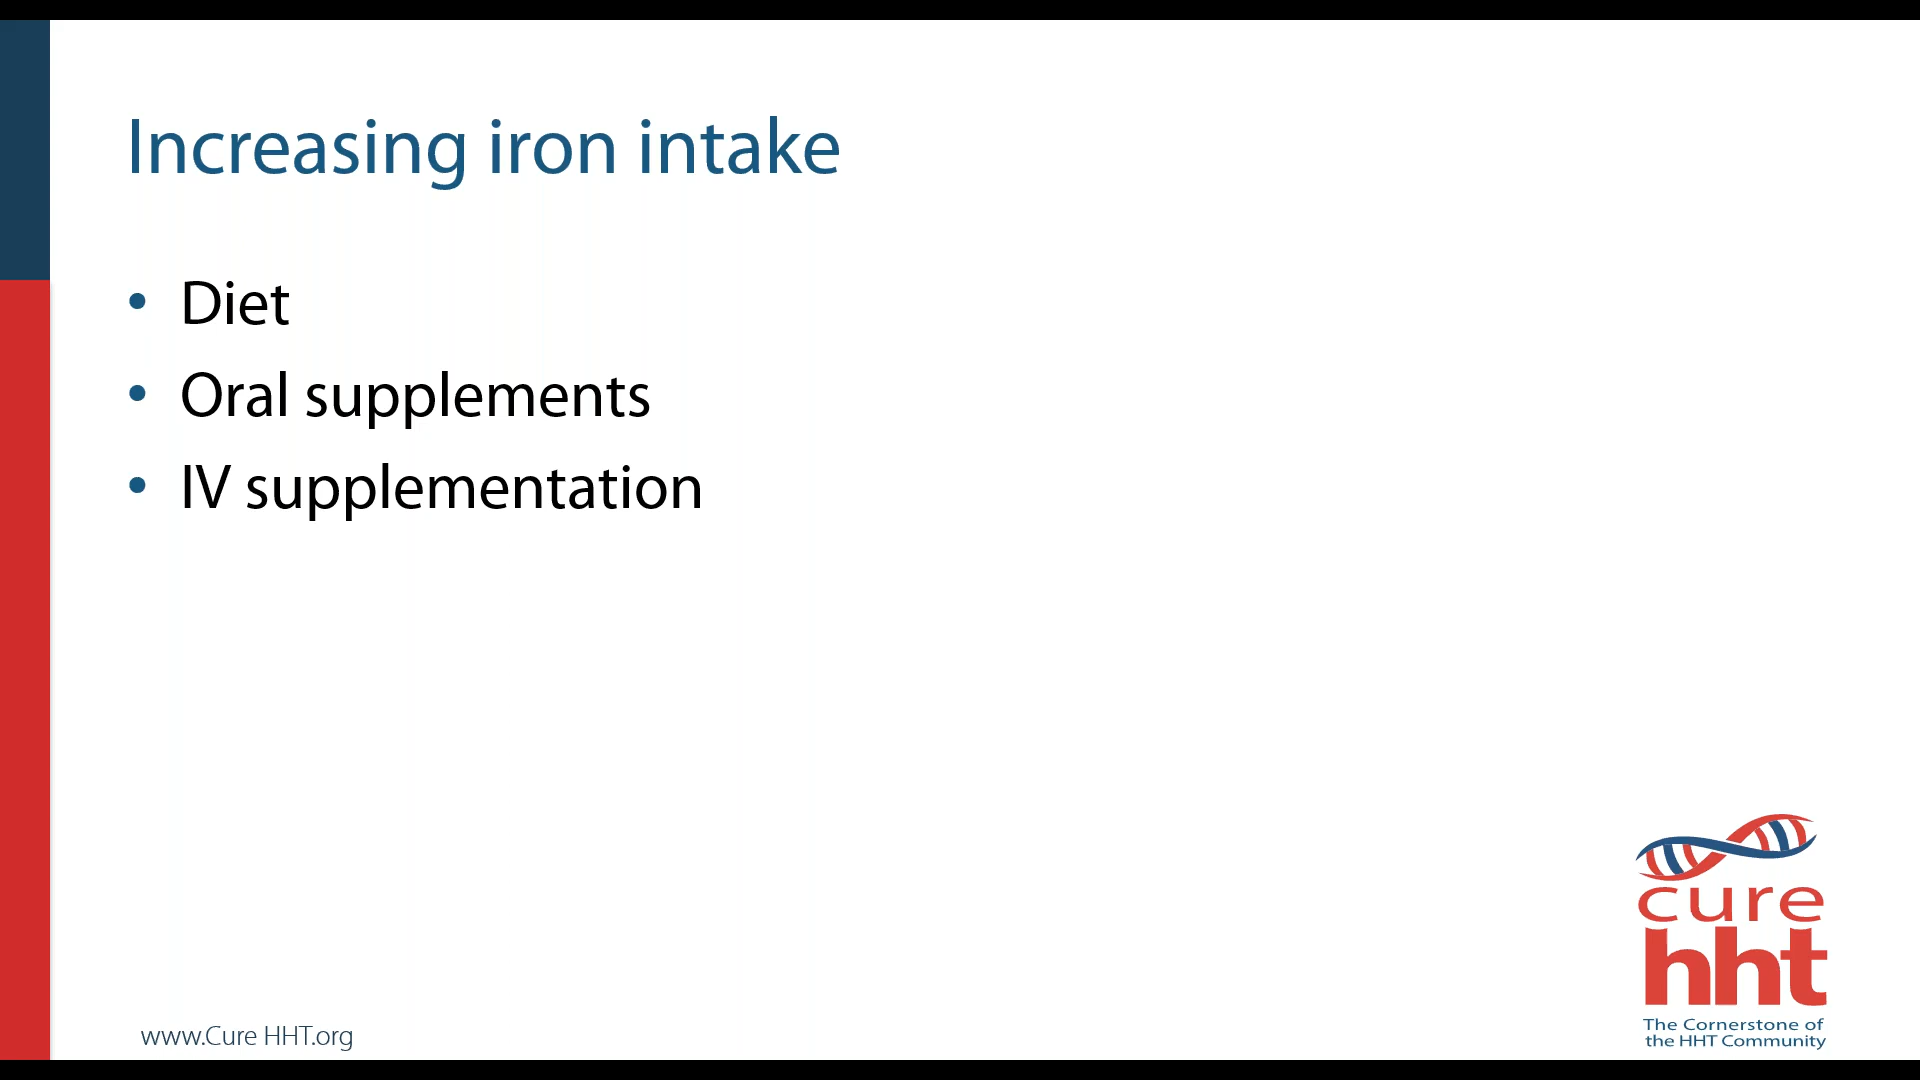 Increasing iron intake
• Diet
• Oral supplements
• IV supplementation
www.Cure HHT.org
cure
hht
The Cornerstone of
the HHT Community